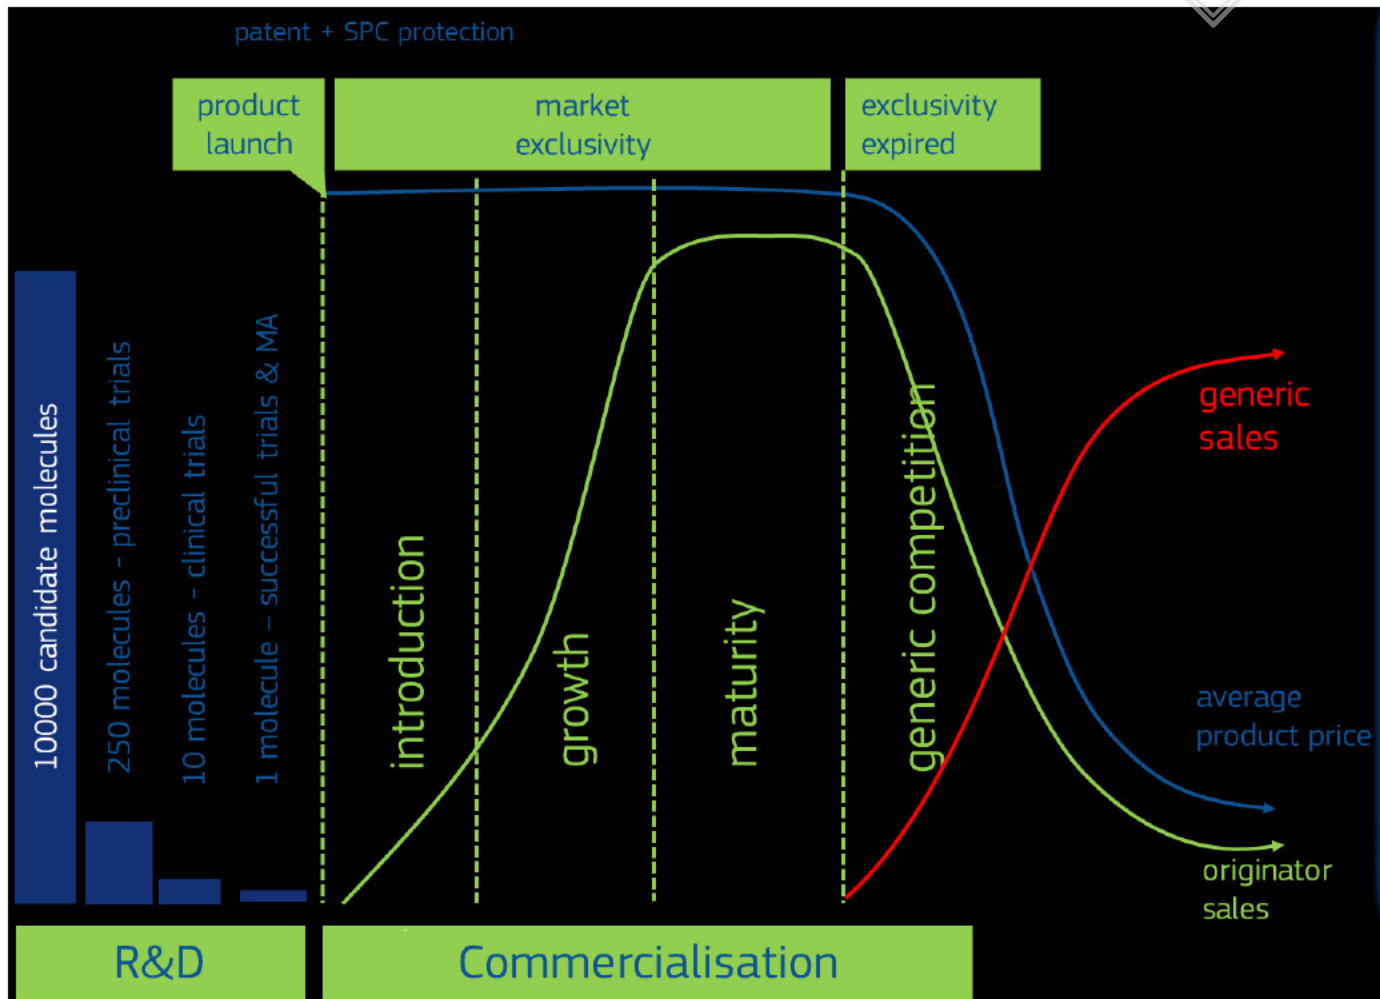 patent + SPC protection
product
launch
market
exclusivity
exclusivity
expired
10000 candidate molecules
250 molecules - preclinical trials
10 molecules - clinical trials
1 molecule – successful trials & MA
introduction
growth
maturity
generic competition
generic
sales
average
product price
originator
sales
R&D
Commercialisation